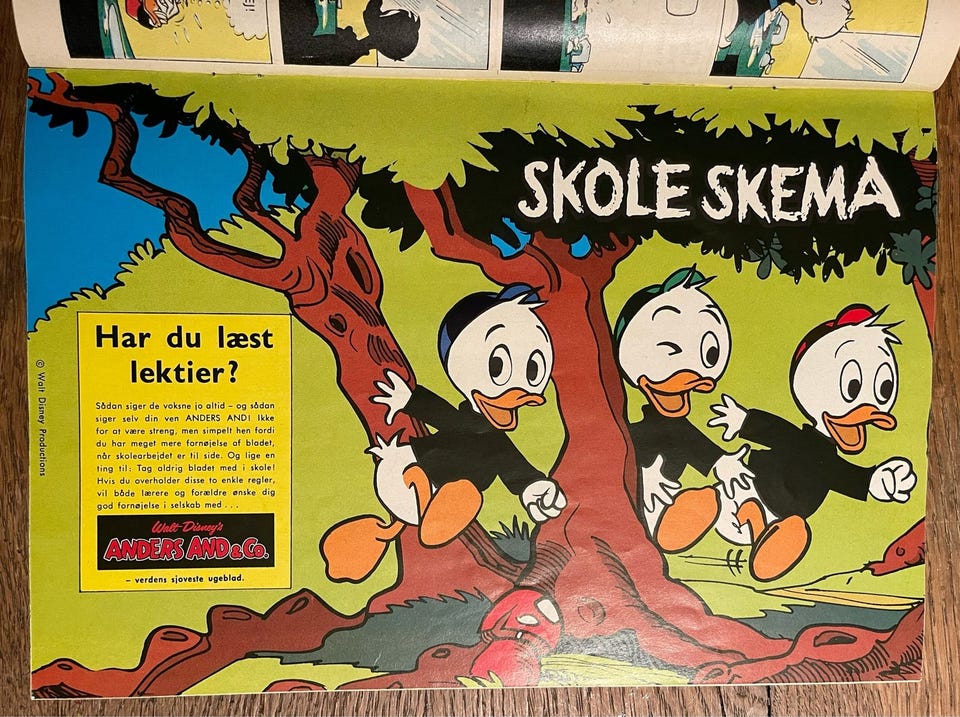 SKOLE SKEMA
Har du læst
lektier?
Sådan siger de voksne jo altid – og sådan
siger selv din ven ANDERS AND! Ikke
for at være streng, men simpelt hen fordi
du har meget mere fornøjelse af bladet,
når skolearbejdet er til side. Og lige en
ting til: Tag aldrig bladet med i skole!
Hvis du overholder disse to enkle regler,
vil både lærere og forældre ønske dig
god fornøjelse i selskab med . . .
Walt Disney's
ANDERS AND & Co.
– verdens sjoveste ugeblad.
© Walt Disney Productions